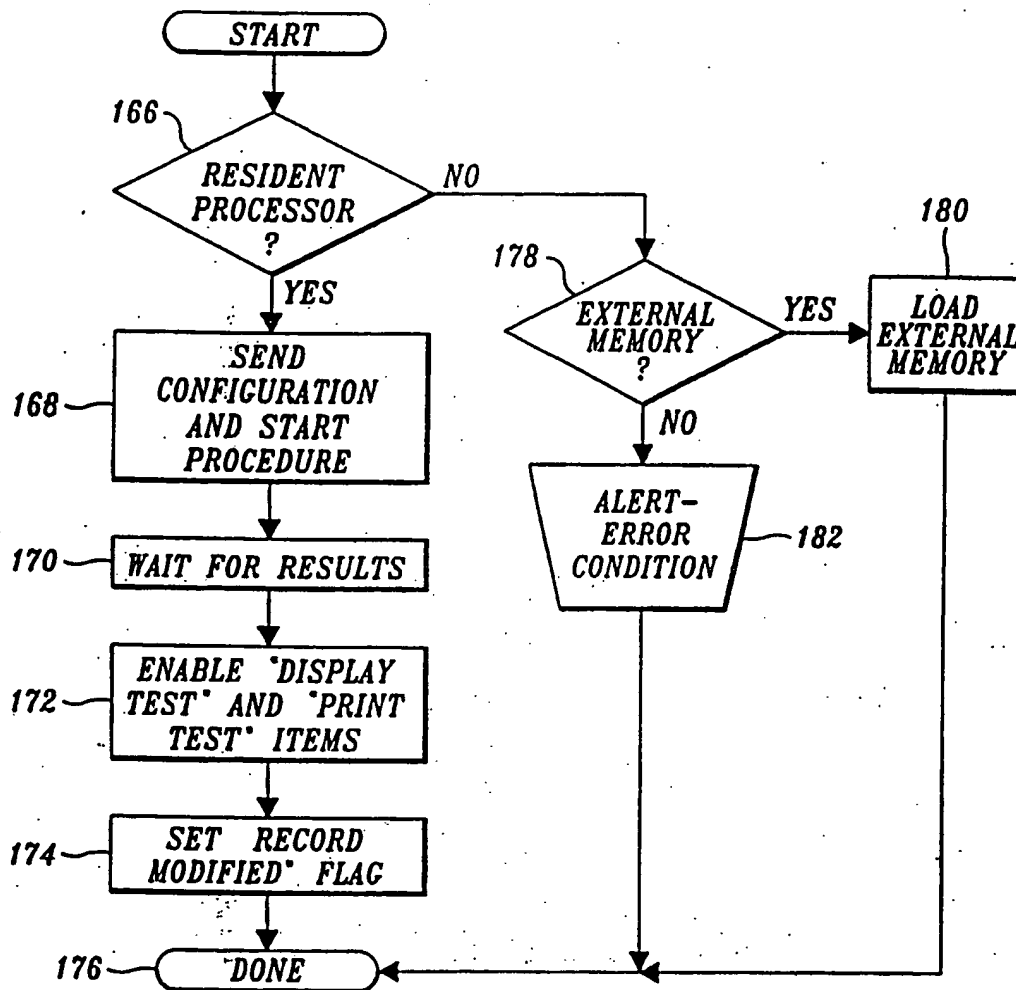 START
166
RESIDENT
PROCESSOR
?
NO
YES
168
SEND
CONFIGURATION
AND START
PROCEDURE
170
WAIT FOR RESULTS
172
ENABLE "DISPLAY
TEST" AND "PRINT
TEST" ITEMS
174
SET RECORD
MODIFIED" FLAG
176
DONE
178
EXTERNAL
MEMORY
?
YES
NO
180
LOAD
EXTERNAL
MEMORY
ALERT-
ERROR
CONDITION
182